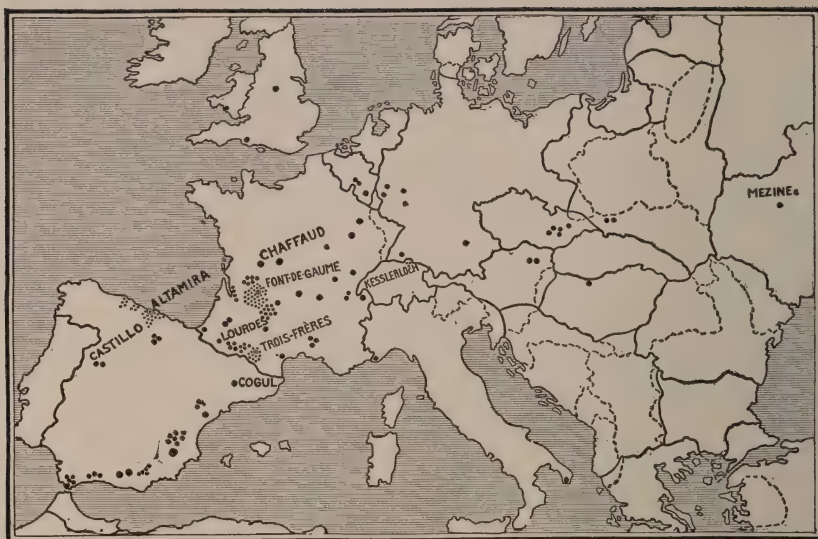 MEZINE
CHAFFAUD
FONT-DE-GAUME
KESSLERLOCH
ALTAMIRA
CASTILLO
LOURDES
TROIS-FRÈRES
COGUL